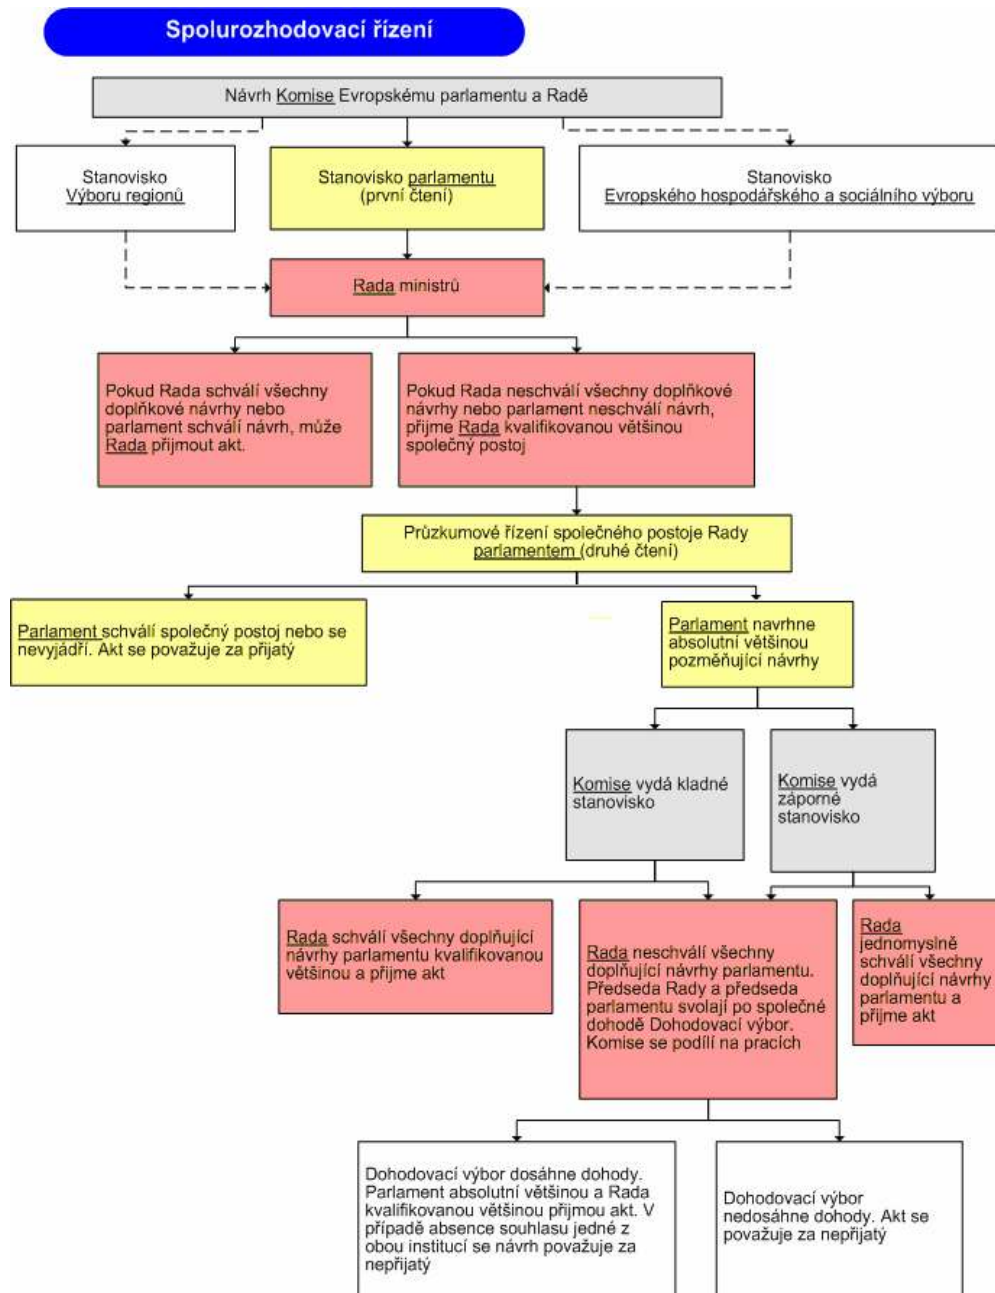 Spolurozhodovací řízení
Návrh Komise Evropskému parlamentu a Radě
Stanovisko
Výboru regionů
Stanovisko parlamentu
(první čtení)
Stanovisko
Evropského hospodářského a sociálního výboru
Rada ministrů
Pokud Rada schválí všechny
doplňkové návrhy nebo
parlament schválí návrh, může
Rada přijmout akt.
Pokud Rada neschválí všechny doplňkové
návrhy nebo parlament neschválí návrh,
přijme Rada kvalifikovanou většinou
společný postoj
Průzkumové řízení společného postoje Rady
parlamentem (druhé čtení)
Parlament schválí společný postoj nebo se
nevyjádří. Akt se považuje za přijatý
Parlament navrhne
absolutní většinou
pozměňující návrhy
Komise vydá kladné
stanovisko
Komise vydá
záporné
stanovisko
Rada schválí všechny doplňující
návrhy parlamentu kvalifikovanou
většinou a přijme akt
Rada neschválí všechny
doplňující návrhy parlamentu.
Předseda Rady a předseda
parlamentu svolají po společné
dohodě Dohodovací výbor.
Komise se podílí na pracích
Rada
jednomyslně
schválí všechny
doplňující návrhy
parlamentu a
přijme akt
Dohodovací výbor dosáhne dohody.
Parlament absolutní většinou a Rada
kvalifikovanou většinou přijmou akt. V
případě absence souhlasu jedné z
obou institucí se návrh považuje za
nepřijatý
Dohodovací výbor
nedosáhne dohody. Akt se
považuje za nepřijatý